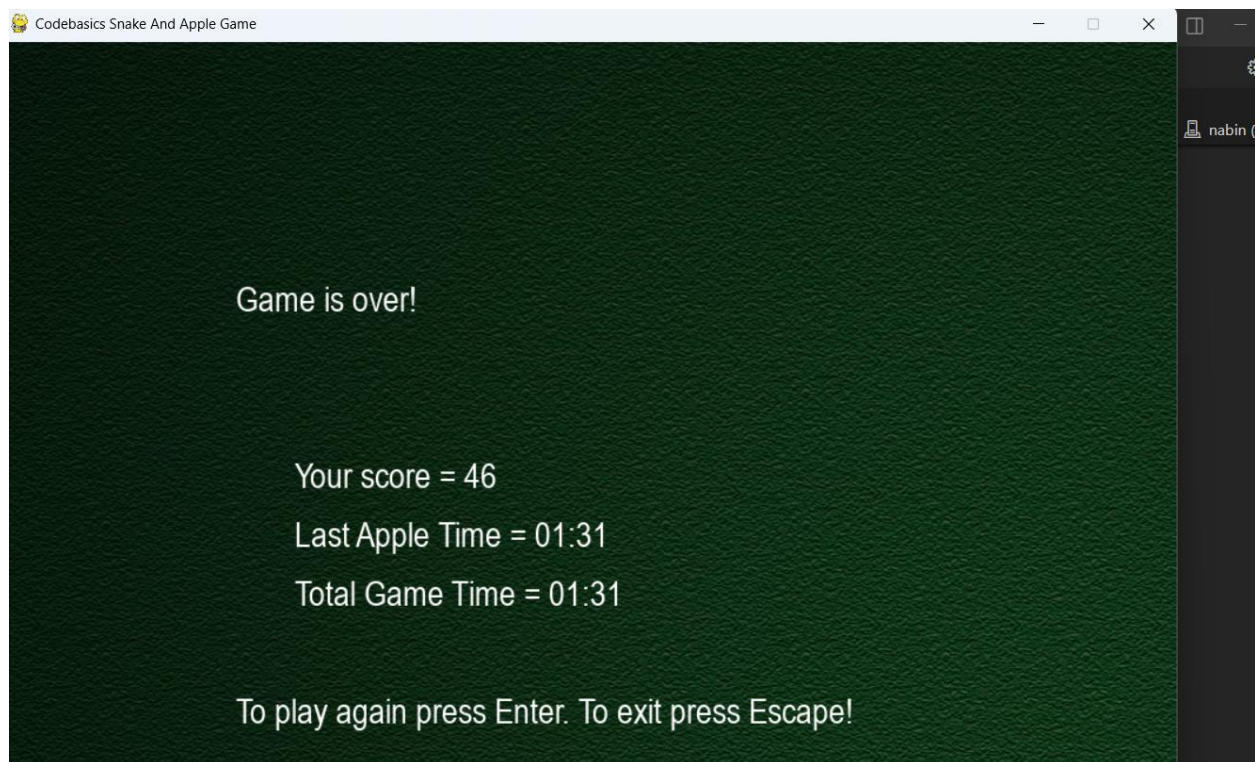 Codebasics Snake And Apple Game
nabin (
Game is over!
Your score = 46
Last Apple Time = 01:31
Total Game Time = 01:31
To play again press Enter. To exit press Escape!